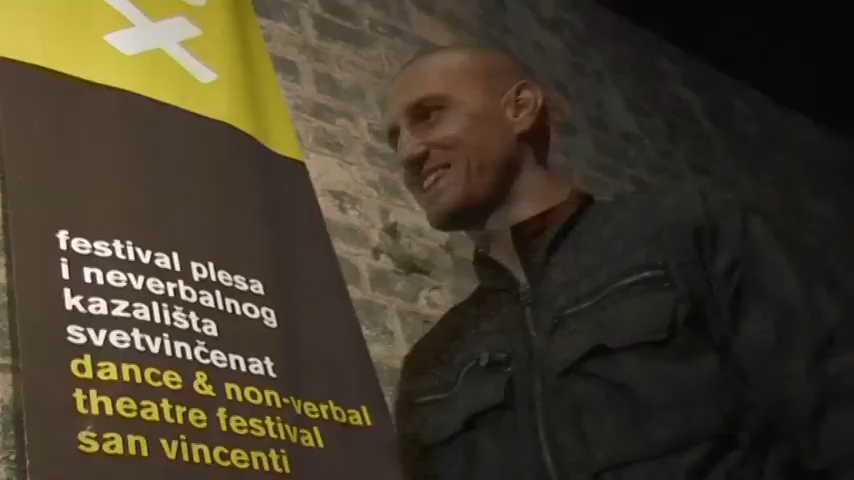 festival plesa
i neverbalnog
kazališta
svetvinčenat
dance & non-verbal
theatre festival
san vincenti